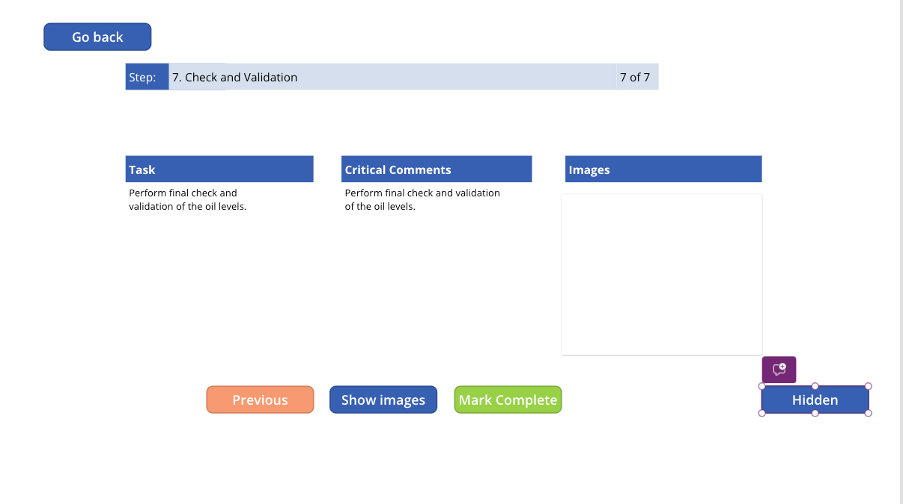 Go back
Step: 7. Check and Validation 7 of 7
Task
Critical Comments
Images
Perform final check and
validation of the oil levels.
Perform final check and validation
of the oil levels.
Previous
Show images
Mark Complete
Hidden